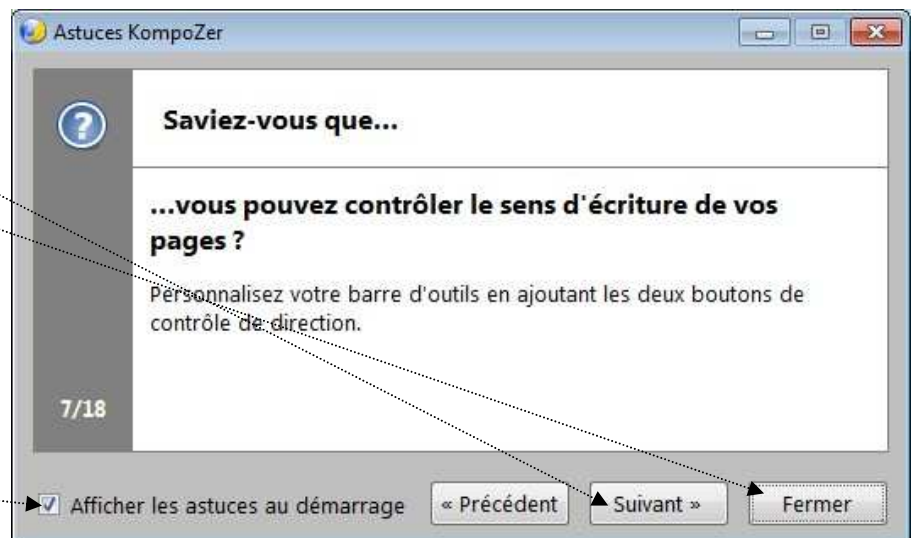 Astuces KompoZer
Saviez-vous que...
...vous pouvez contrôler le sens d'écriture de vos
pages ?
Personnalisez votre barre d'outils en ajoutant les deux boutons de
contrôle de direction.
7/18
Afficher les astuces au démarrage « Précédent Suivant » Fermer